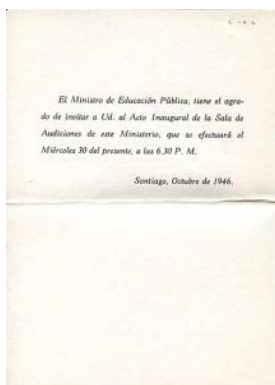 El Ministro de Educación Pública, tiene el agra-
do de invitar a Ud. al Acto Inaugural de la Sala de
Audiciones de este Ministerio, que se efectuará el
Miércoles 30 del presente, a las 6.30 P. M.
Santiago, Octubre de 1946.